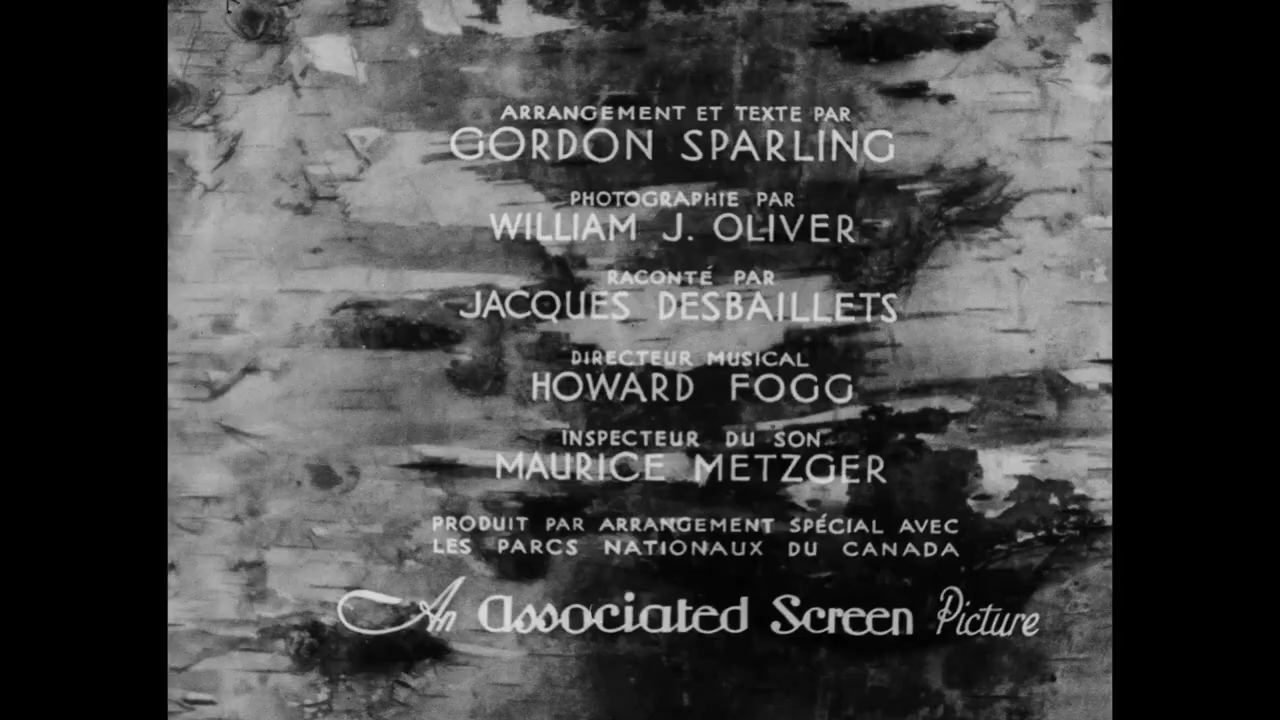 ARRANGEMENT ET TEXTE PAR
GORDON SPARLING
PHOTOGRAPHIE PAR
WILLIAM J. OLIVER
RACONTÉ PAR
JACQUES DESBAILLETS
DIRECTEUR MUSICAL
HOWARD FOGG
INSPECTEUR DU SON
MAURICE METZGER
PRODUIT PAR ARRANGEMENT SPÉCIAL AVEC
LES PARCS NATIONAUX DU CANADA
An Associated Screen Picture